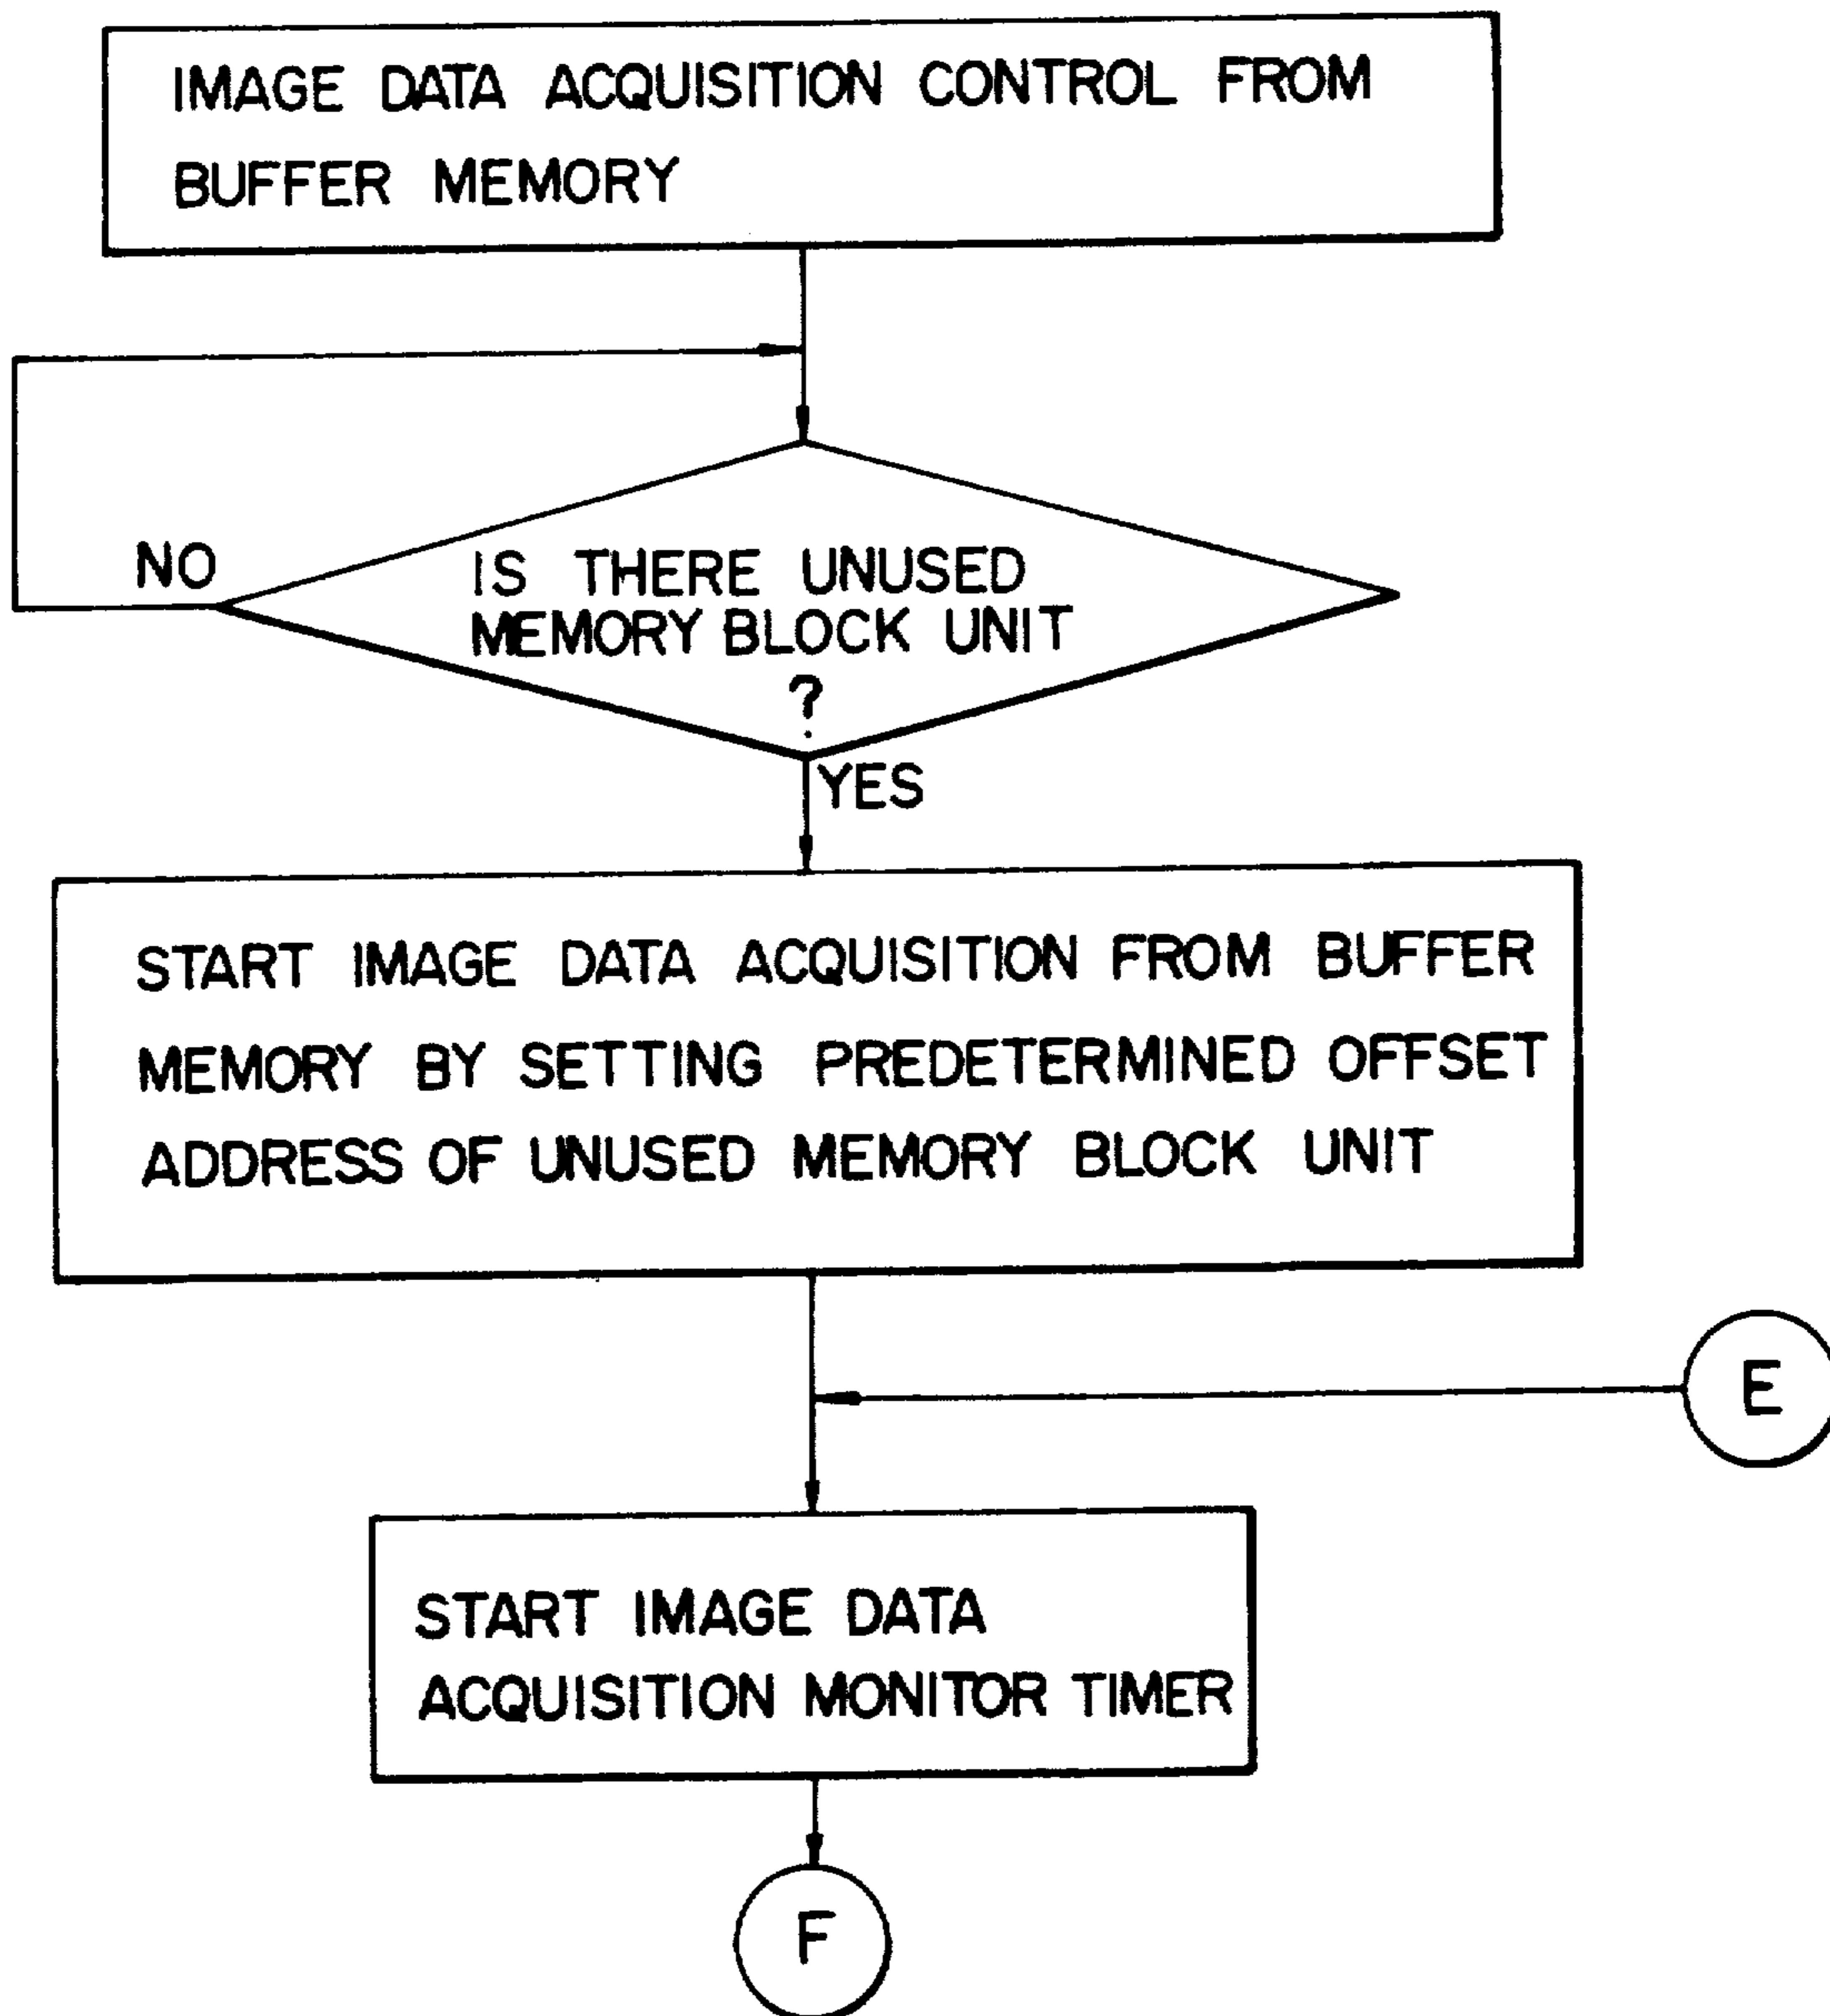 IMAGE DATA ACQUISITION CONTROL FROM
BUFFER MEMORY
NO
IS THERE UNUSED
MEMORY BLOCK UNIT
?
YES
START IMAGE DATA ACQUISITION FROM BUFFER
MEMORY BY SETTING PREDETERMINED OFFSET
ADDRESS OF UNUSED MEMORY BLOCK UNIT
E
START IMAGE DATA
ACQUISITION MONITOR TIMER
F